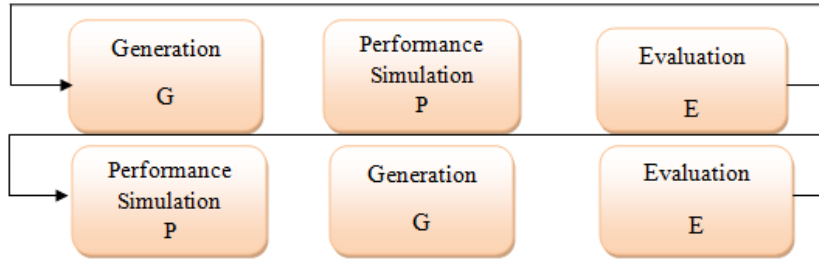 Generation
G
Performance
Simulation
P
Evaluation
E
Performance
Simulation
P
Generation
G
Evaluation
E